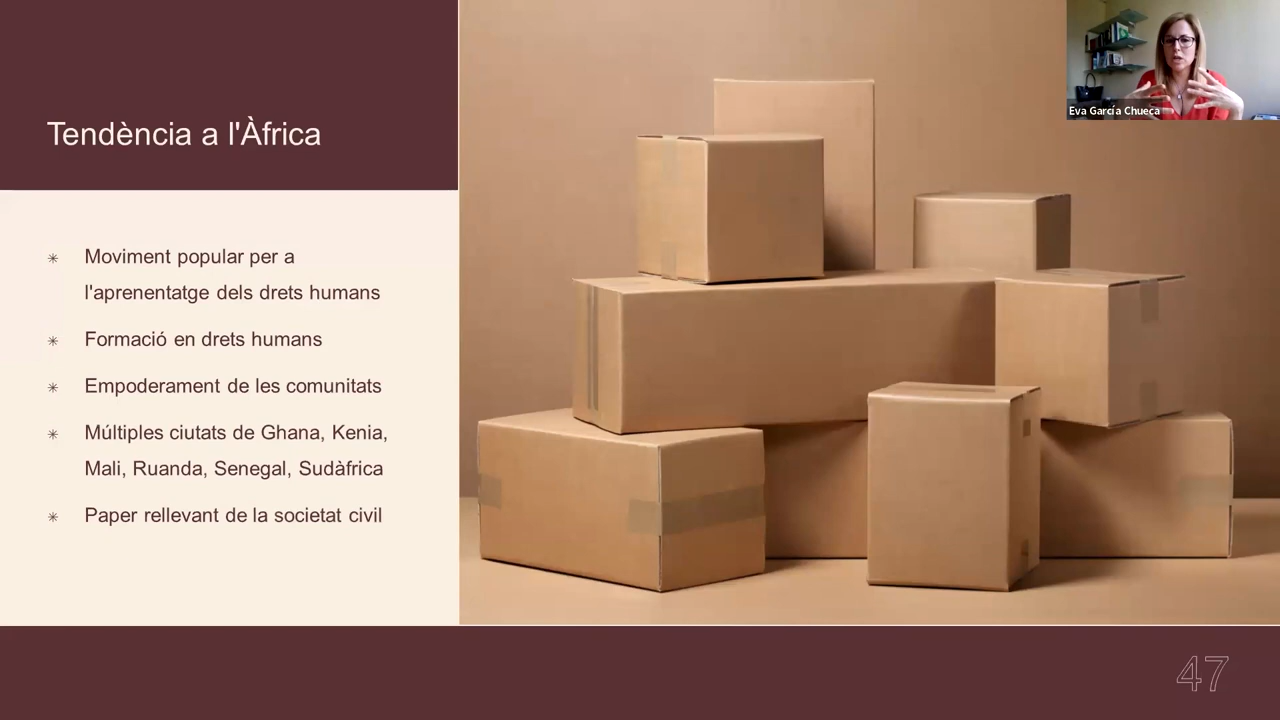 Eva García Chueca
Tendència a l'Àfrica
✳ Moviment popular per a
l'aprenentatge dels drets humans
✳ Formació en drets humans
✳ Empoderament de les comunitats
✳ Múltiples ciutats de Ghana, Kenia,
Mali, Ruanda, Senegal, Sudàfrica
✳ Paper rellevant de la societat civil
47